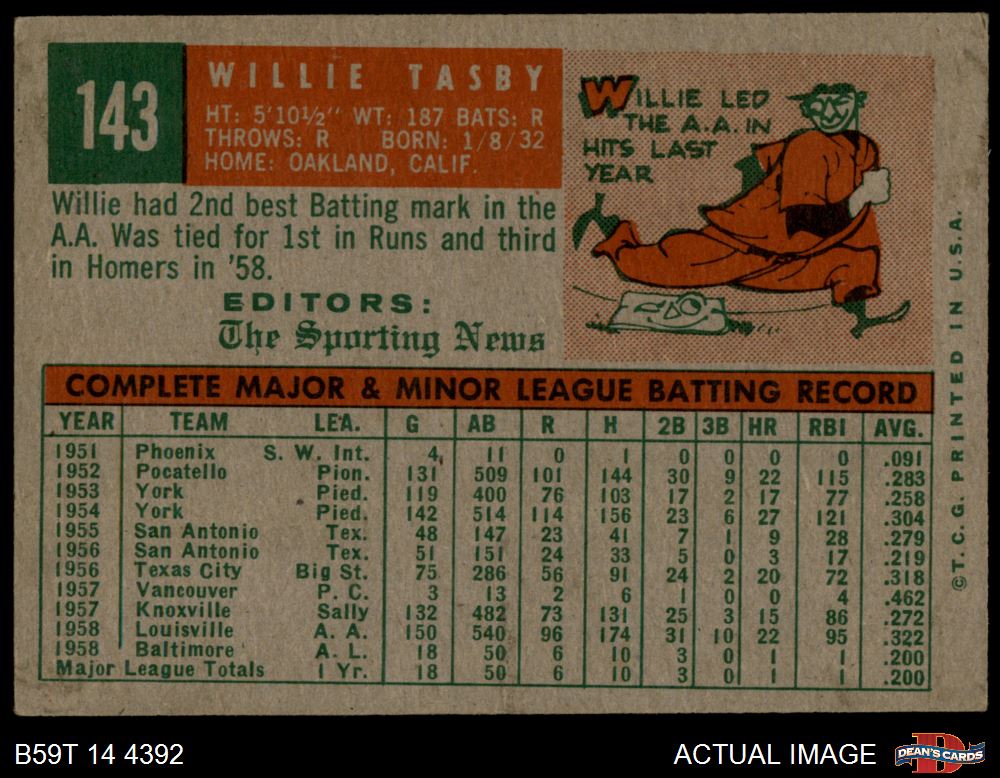 143
WILLIE TASBY
HT: 5'10½" WT: 187 BATS: R
THROWS: R BORN: 1/8/32
HOME: OAKLAND, CALIF.
WILLIE LED
THE A.A. IN
HITS LAST
YEAR
Willie had 2nd best Batting mark in the
A.A. Was tied for 1st in Runs and third
in Homers in '58.
EDITORS:
The Sporting News
COMPLETE MAJOR & MINOR LEAGUE BATTING RECORD
YEAR TEAM LEA. G AB R H 2B 3B HR RBI AVG.
1951 Phoenix S. W. Int. 4 11 0 1 0 0 0 0 .091
1952 Pocatello Pion. 131 509 101 144 30 9 22 115 .283
1953 York Pied. 119 400 76 103 17 2 17 77 .258
1954 York Pied. 142 514 114 156 23 6 27 121 .304
1955 San Antonio Tex. 48 147 23 41 7 1 9 28 .279
1956 San Antonio Tex. 51 151 24 33 5 0 3 17 .219
1956 Texas City Big St. 75 286 56 91 24 2 20 72 .318
1957 Vancouver P. C. 3 13 2 6 1 0 0 4 .462
1957 Knoxville Sally 132 482 73 131 25 3 15 86 .272
1958 Louisville A. A. 150 540 96 174 31 10 22 95 .322
1958 Baltimore A. L. 18 50 6 10 3 0 1 1 .200
Major League Totals 1 Yr. 18 50 6 10 3 0 1 1 .200
©T. C. G. PRINTED IN U.S.A.
B59T 14 4392
ACTUAL IMAGE
DEAN'S CARDS